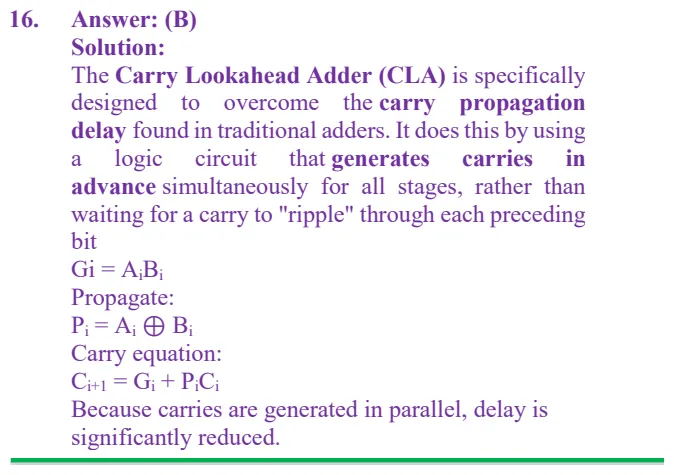 16. Answer: (B)
Solution:
The Carry Lookahead Adder (CLA) is specifically
designed to overcome the carry propagation
delay found in traditional adders. It does this by using
a logic circuit that generates carries in
advance simultaneously for all stages, rather than
waiting for a carry to "ripple" through each preceding
bit
Gi = AᵢBᵢ
Propagate:
Pᵢ = Aᵢ ⊕ Bᵢ
Carry equation:
Cᵢ₊₁ = Gᵢ + PᵢCᵢ
Because carries are generated in parallel, delay is
significantly reduced.